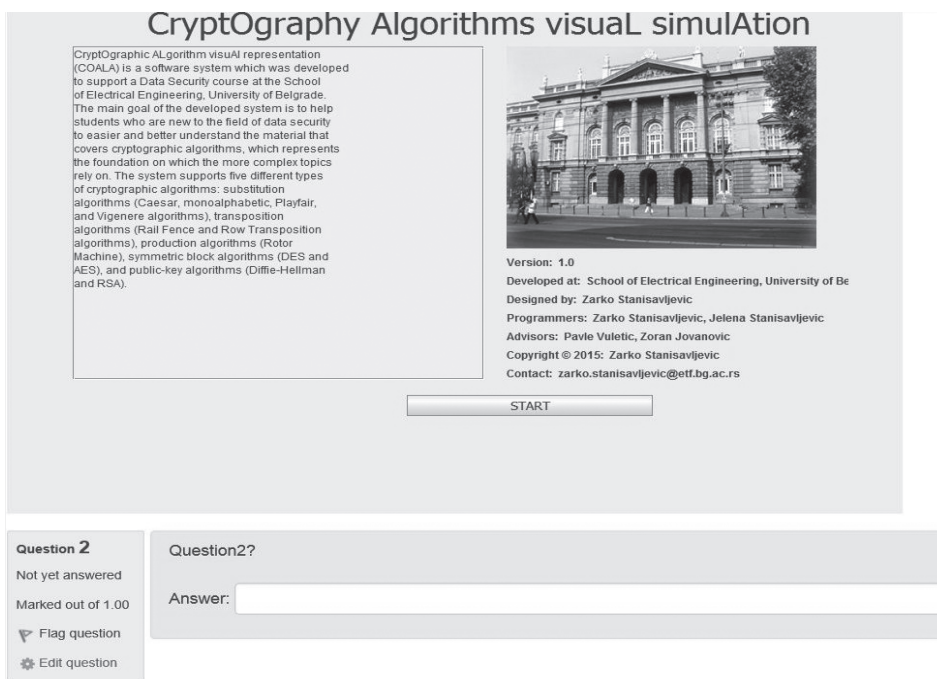 CryptOgraphy Algorithms visuaL simulAtion
CryptOgraphic ALgorithm visuAl representation
(COALA) is a software system which was developed
to support a Data Security course at the School
of Electrical Engineering, University of Belgrade.
The main goal of the developed system is to help
students who are new to the field of data security
to easier and better understand the material that
covers cryptographic algorithms, which represents
the foundation on which the more complex topics
rely on. The system supports five different types
of cryptographic algorithms: substitution
algorithms (Caesar, monoalphabetic, Playfair,
and Vigenere algorithms), transposition
algorithms (Rail Fence and Row Transposition
algorithms), production algorithms (Rotor
Machine), symmetric block algorithms (DES and
AES), and public-key algorithms (Diffie-Hellman
and RSA).
Version: 1.0
Developed at: School of Electrical Engineering, University of Be
Designed by: Zarko Stanisavljevic
Programmers: Zarko Stanisavljevic, Jelena Stanisavljevic
Advisors: Pavle Vuletic, Zoran Jovanovic
Copyright © 2015: Zarko Stanisavljevic
Contact: zarko.stanisavljevic@etf.bg.ac.rs
START
Question 2
Not yet answered
Marked out of 1.00
Flag question
Edit question
Question2?
Answer: